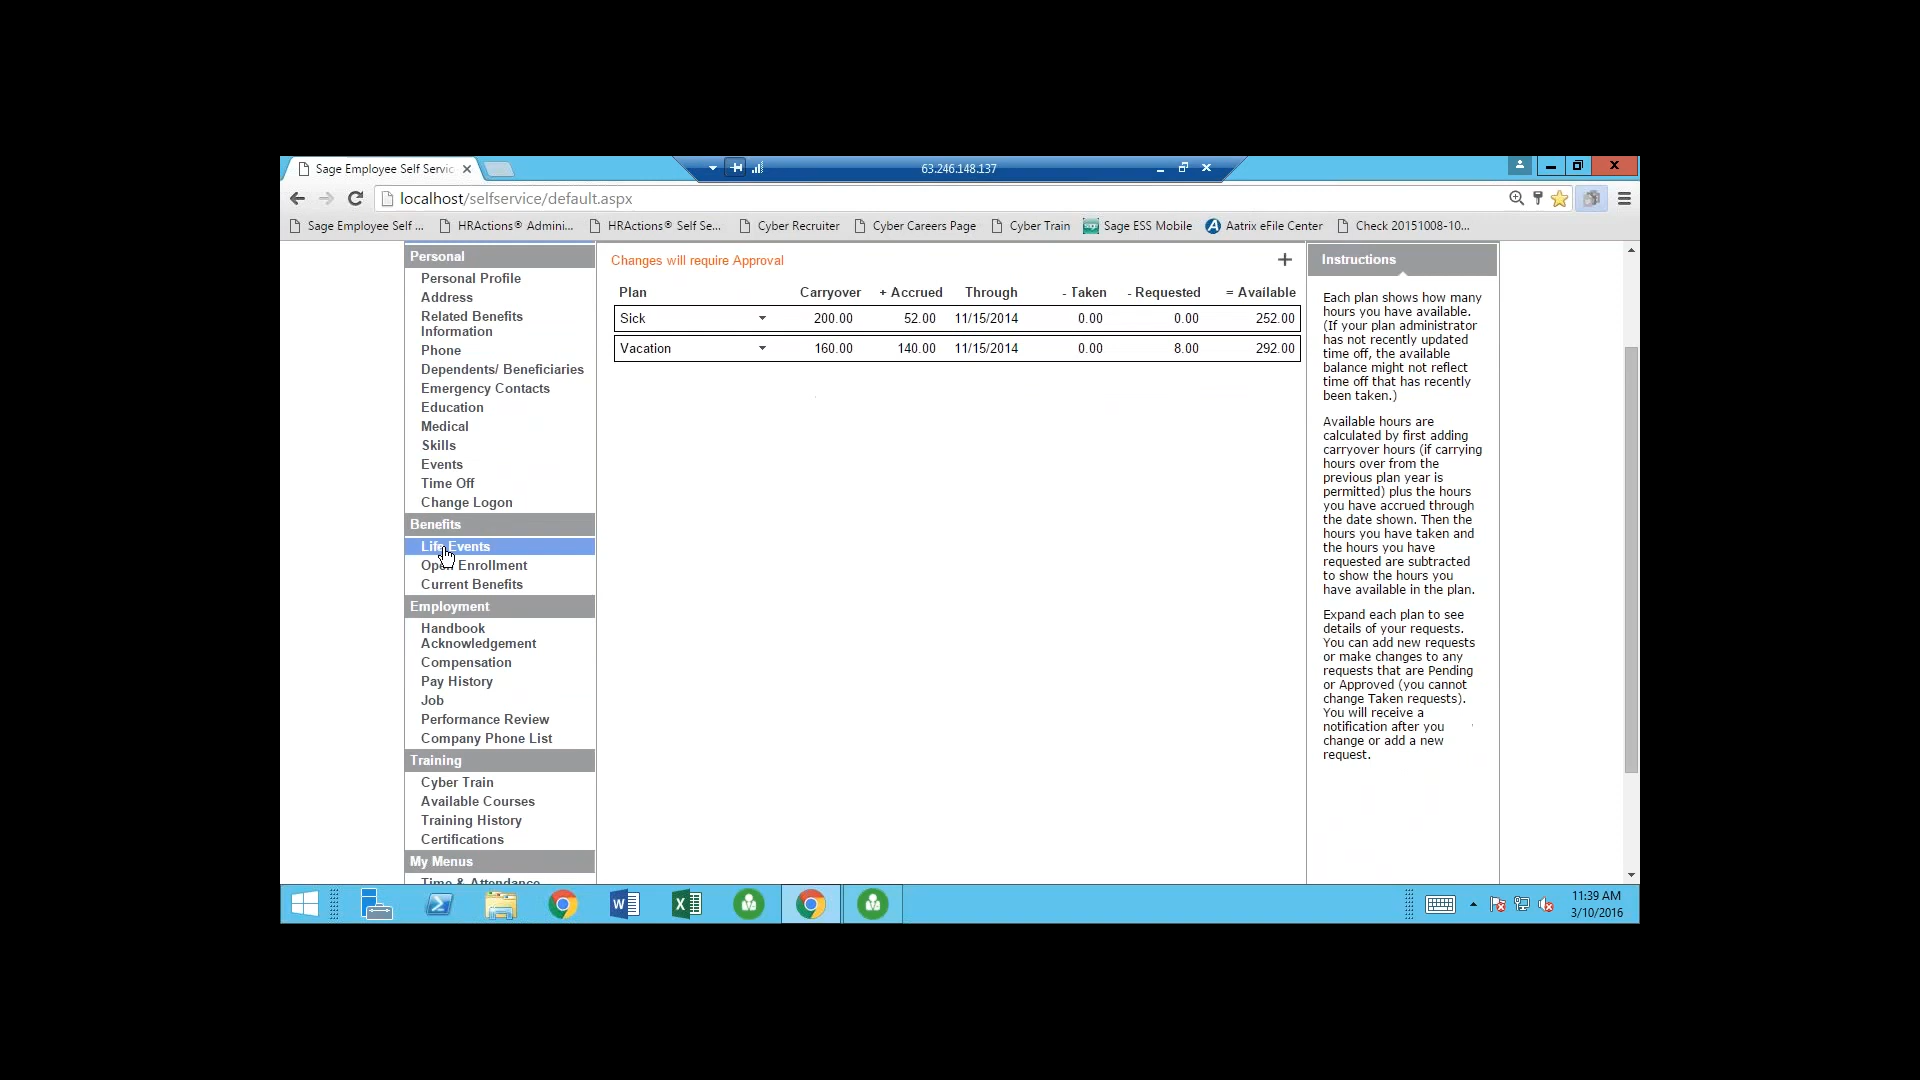 Sage Employee Self Servic
63.246.148.137
localhost/selfservice/default.aspx
Sage Employee Self ...
HRActions® Admini...
HRActions® Self Se...
Cyber Recruiter
Cyber Careers Page
Cyber Train
Sage ESS Mobile
Aatrix eFile Center
Check 20151008-10...
Personal
Personal Profile
Address
Related Benefits
Information
Phone
Dependents/ Beneficiaries
Emergency Contacts
Education
Medical
Skills
Events
Time Off
Change Logon
Benefits
Life Events
Open Enrollment
Current Benefits
Employment
Handbook
Acknowledgement
Compensation
Pay History
Job
Performance Review
Company Phone List
Training
Cyber Train
Available Courses
Training History
Certifications
My Menus
Time & Attendance
Changes will require Approval
Plan Carryover + Accrued Through - Taken - Requested = Available
Sick 200.00 52.00 11/15/2014 0.00 0.00 252.00
Vacation 160.00 140.00 11/15/2014 0.00 8.00 292.00
Instructions
Each plan shows how many
hours you have available.
(If your plan administrator
has not recently updated
time off, the available
balance might not reflect
time off that has recently
been taken.)
Available hours are
calculated by first adding
carryover hours (if carrying
hours over from the
previous plan year is
permitted) plus the hours
you have accrued through
the date shown. Then the
hours you have taken and
the hours you have
requested are subtracted
to show the hours you
have available in the plan.
Expand each plan to see
details of your requests.
You can add new requests
or make changes to any
requests that are Pending
or Approved (you cannot
change Taken requests).
You will receive a
notification after you
change or add a new
request.
11:39 AM
3/10/2016